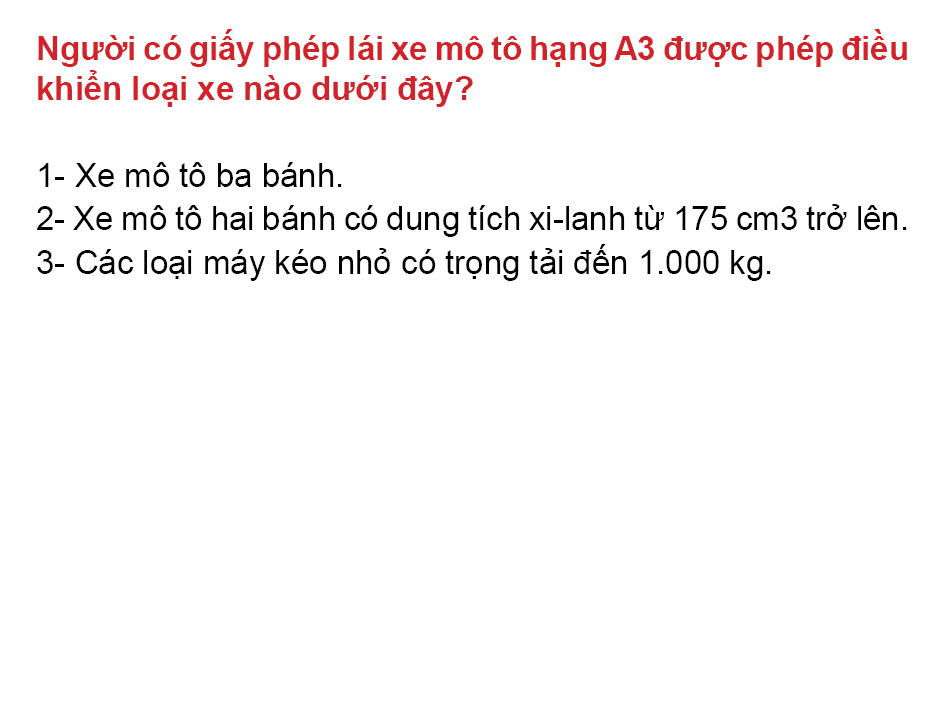 Người có giấy phép lái xe mô tô hạng A3 được phép điều
khiển loại xe nào dưới đây?
1- Xe mô tô ba bánh.
2- Xe mô tô hai bánh có dung tích xi-lanh từ 175 cm3 trở lên.
3- Các loại máy kéo nhỏ có trọng tải đến 1.000 kg.